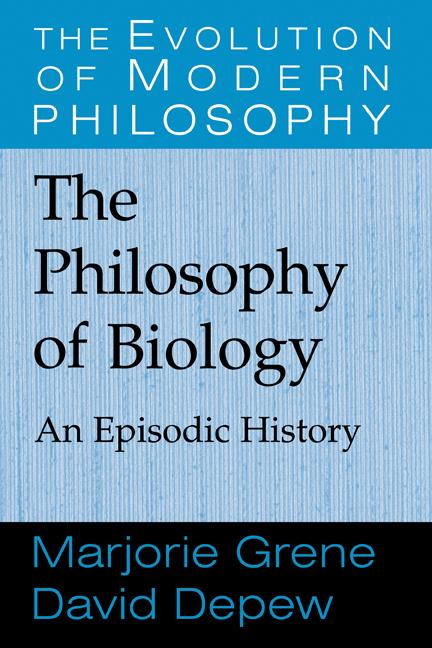 THE EVOLUTION
OF MODERN
PHILOSOPHY
The
Philosophy
of Biology
An Episodic History
Marjorie Grene
David Depew